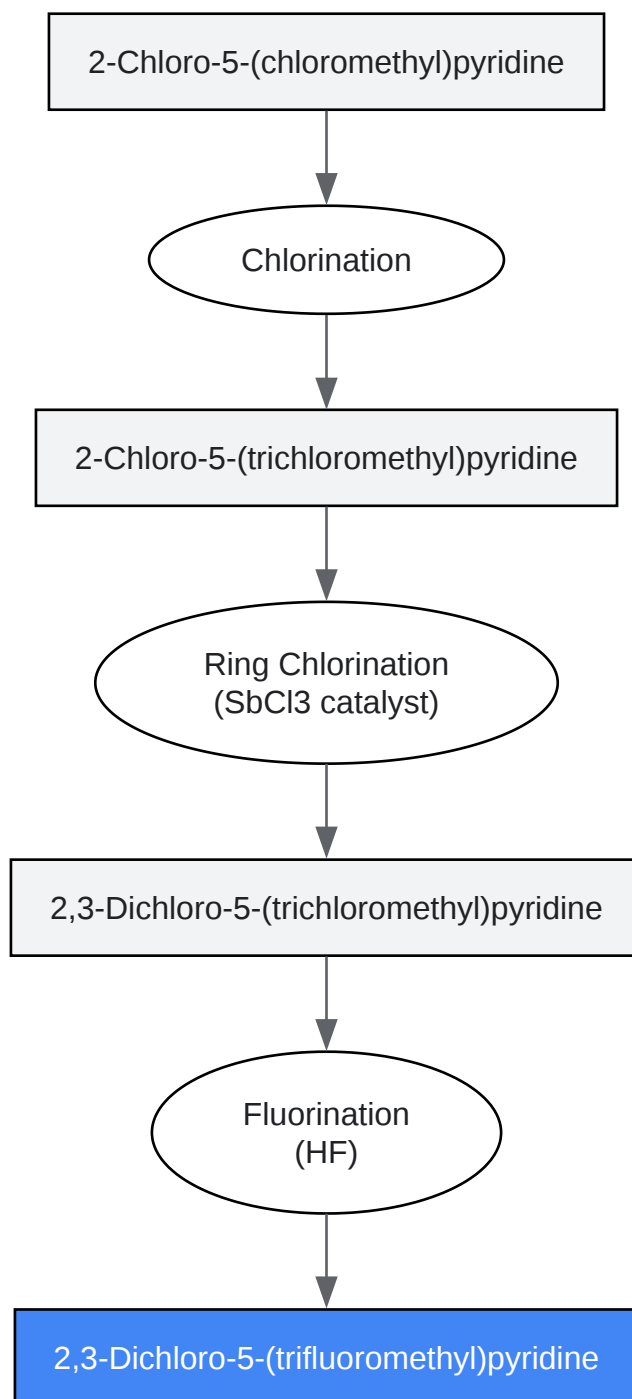 2-Chloro-5-(chloromethyl)pyridine
Chlorination
2-Chloro-5-(trichloromethyl)pyridine
Ring Chlorination
(SbCl3 catalyst)
2,3-Dichloro-5-(trichloromethyl)pyridine
Fluorination
(HF)
2,3-Dichloro-5-(trifluoromethyl)pyridine